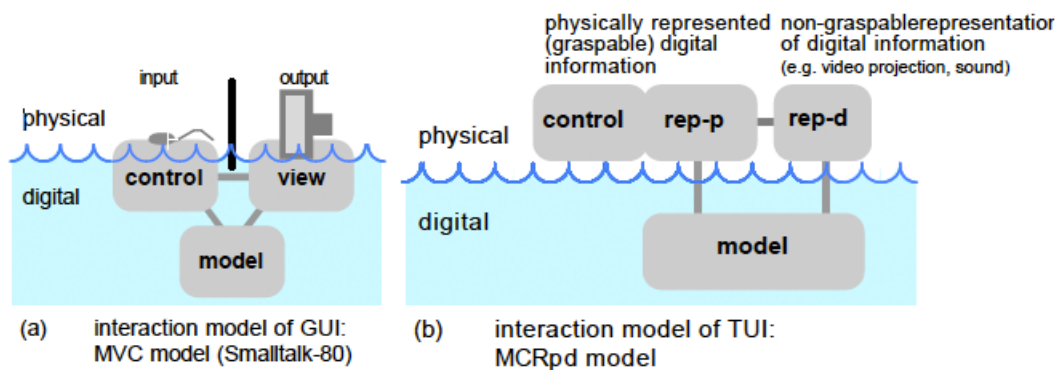 input
output
physical
digital
control
view
model
(a) interaction model of GUI:
MVC model (Smalltalk-80)
physically represented
(graspable) digital
information
non-graspablerepresentation
of digital information
(e.g. video projection, sound)
physical
control
rep-p
rep-d
digital
model
(b) interaction model of TUI:
MCRpd model